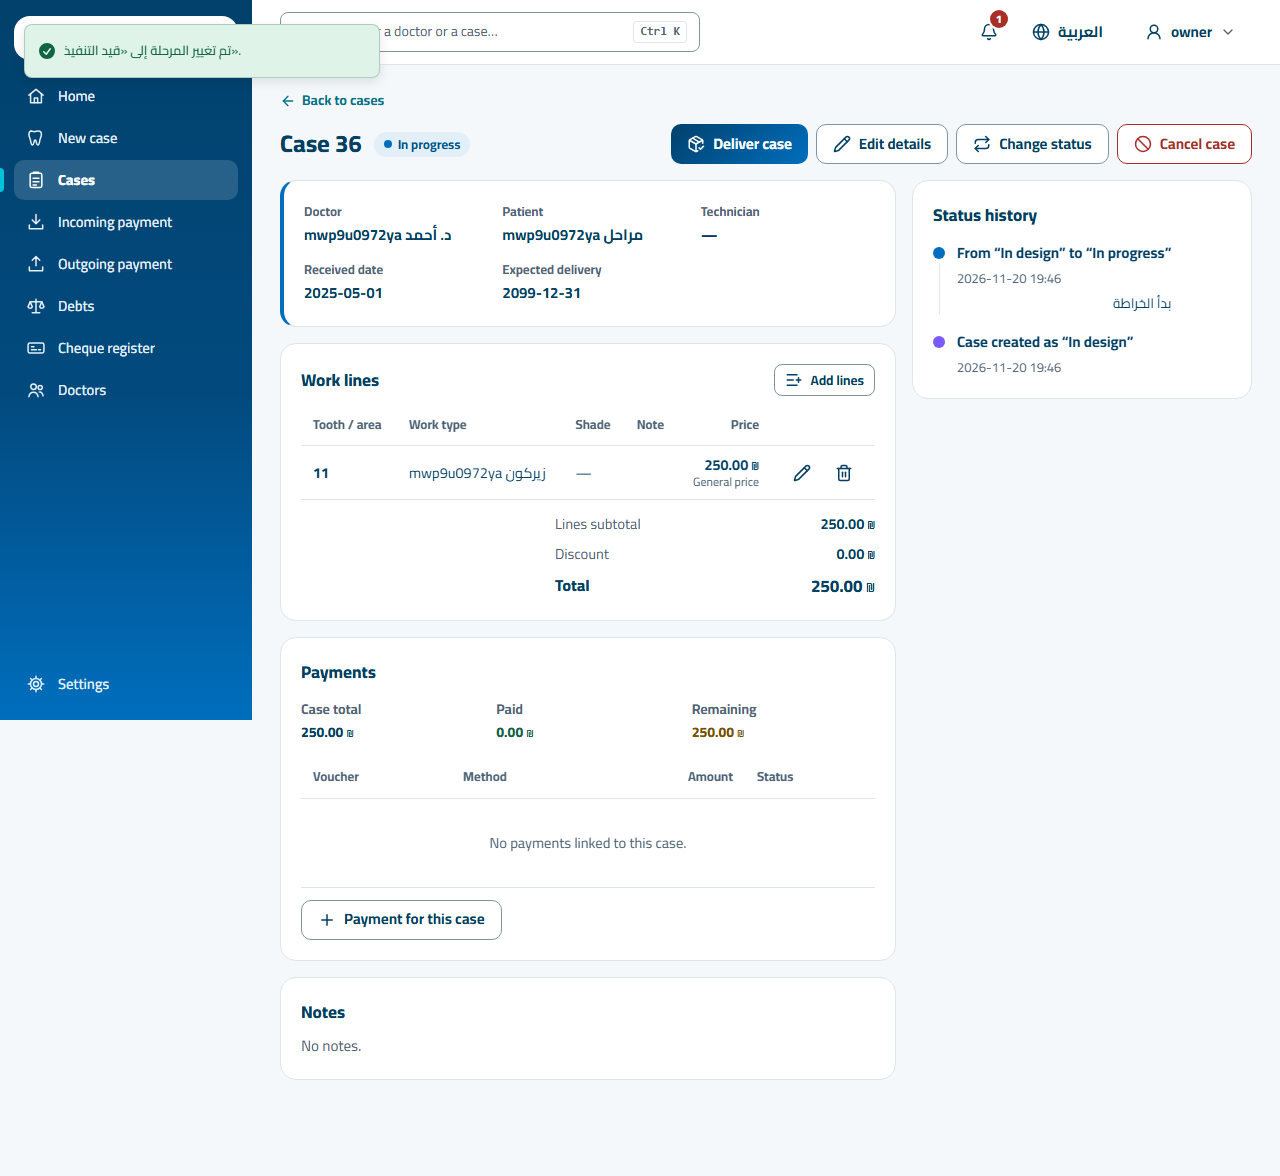 تم تغيير المرحلة إلى «قيد التنفيذ».
r a doctor or a case...
Ctrl K
1
العربية
owner
Home
New case
Cases
Incoming payment
Outgoing payment
Debts
Cheque register
Doctors
Settings
Back to cases
Case 36
In progress
Deliver case
Edit details
Change status
Cancel case
Doctor
Patient
Technician
د. أحمد mwp9u0972ya
مراحل mwp9u0972ya
—
Received date
Expected delivery
2025-05-01
2099-12-31
Status history
From “In design” to “In progress”
2026-11-20 19:46
بدأ الخراطة
Case created as “In design”
2026-11-20 19:46
Work lines
Add lines
Tooth / area
Work type
Shade
Note
Price
11
زيركون mwp9u0972ya
—
250.00 ₪
General price
Lines subtotal
250.00 ₪
Discount
0.00 ₪
Total
250.00 ₪
Payments
Case total
Paid
Remaining
250.00 ₪
0.00 ₪
250.00 ₪
Voucher
Method
Amount
Status
No payments linked to this case.
Payment for this case
Notes
No notes.